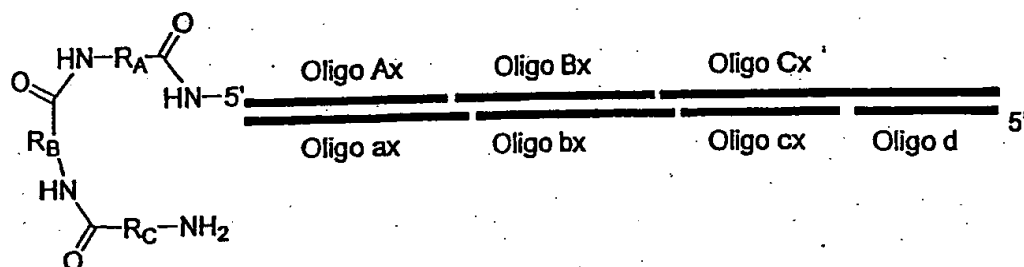 O
HN-R_A
HN-5'
Oligo Ax
Oligo Bx
Oligo Cx
O
R_B
Oligo ax
Oligo bx
Oligo cx
Oligo d
5'
HN
R_C-NH₂
O